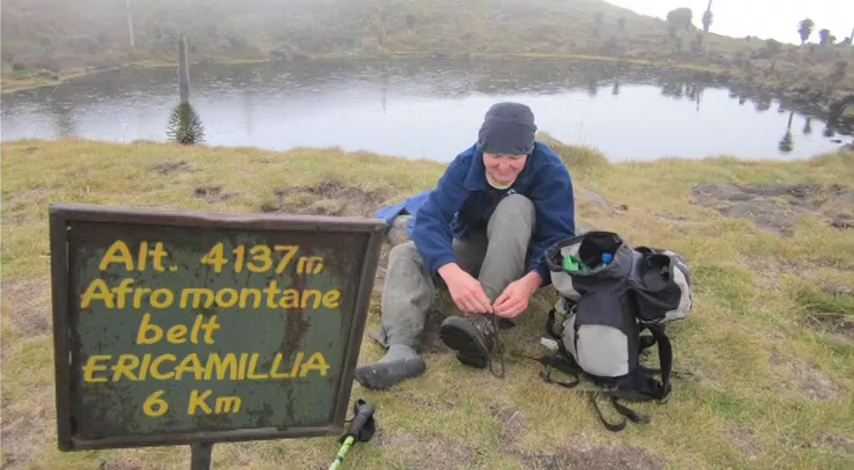 Alt. 4137m
Afromontane
belt
ERICAMILLIA
6 Km